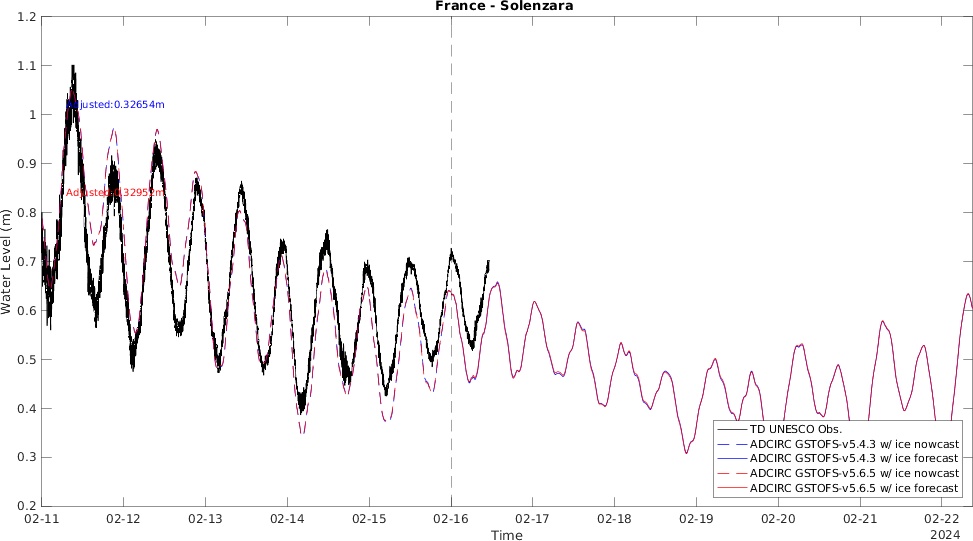 France - Solenzara
1.2
1.1
1
0.9
0.8
0.7
0.6
0.5
0.4
0.3
0.2
Water Level (m)
Adjusted:0.32654m
Adjusted:0.32952m
TD UNESCO Obs.
ADCIRC GSTOFS-v5.4.3 w/ ice nowcast
ADCIRC GSTOFS-v5.4.3 w/ ice forecast
ADCIRC GSTOFS-v5.6.5 w/ ice nowcast
ADCIRC GSTOFS-v5.6.5 w/ ice forecast
02-11 02-12 02-13 02-14 02-15 02-16 02-17 02-18 02-19 02-20 02-21 02-22
Time
2024